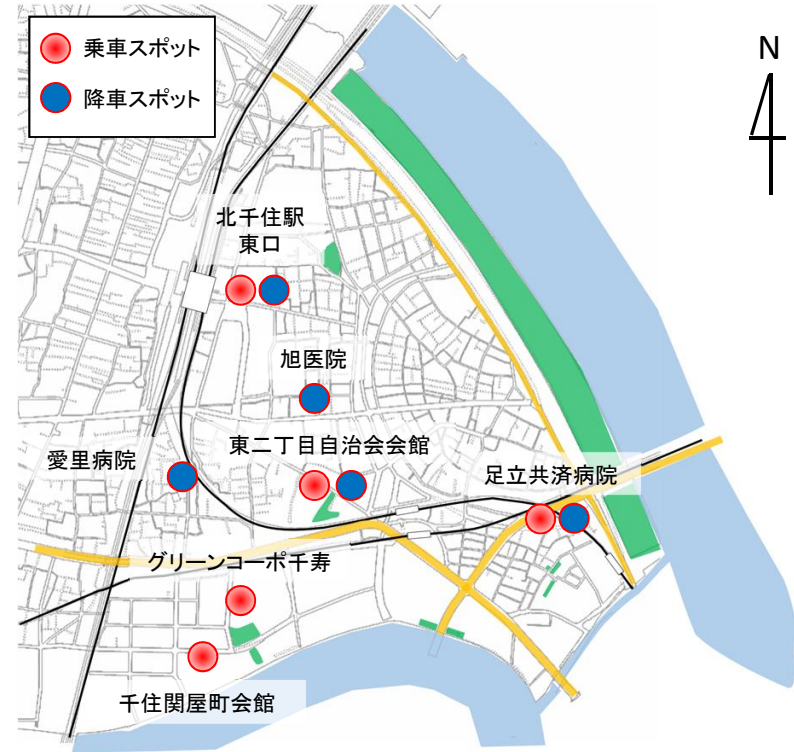 乗車スポット
降車スポット
N
北千住駅
東口
旭医院
東二丁目自治会会館
愛里病院
足立共済病院
グリーンコーポ千寿
千住関屋町会館